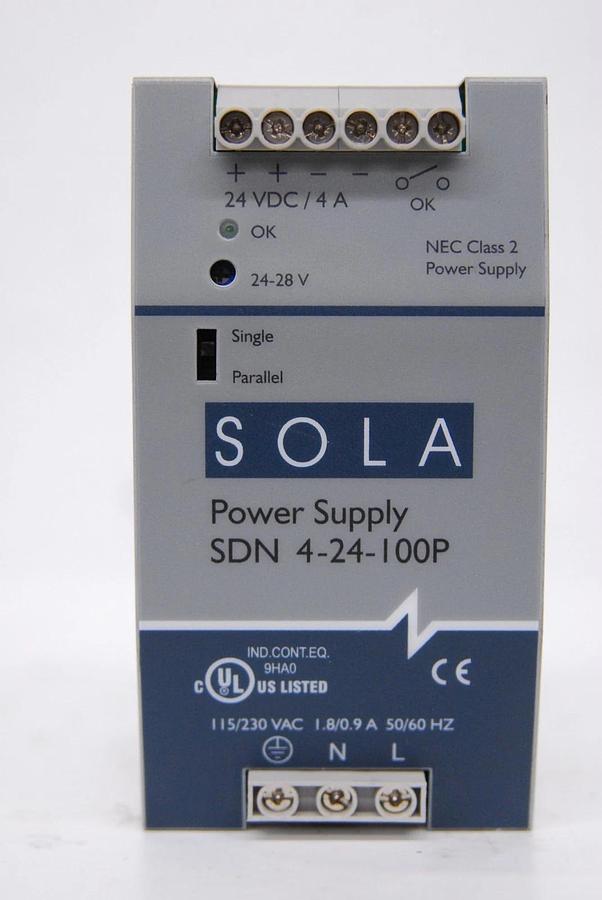 + + − −
24 VDC / 4 A
OK
OK
24-28 V
NEC Class 2
Power Supply
Single
Parallel
SOLA
Power Supply
SDN 4-24-100P
IND.CONT.EQ.
9HA0
C UL US LISTED
CE
115/230 VAC 1.8/0.9 A 50/60 HZ
N L